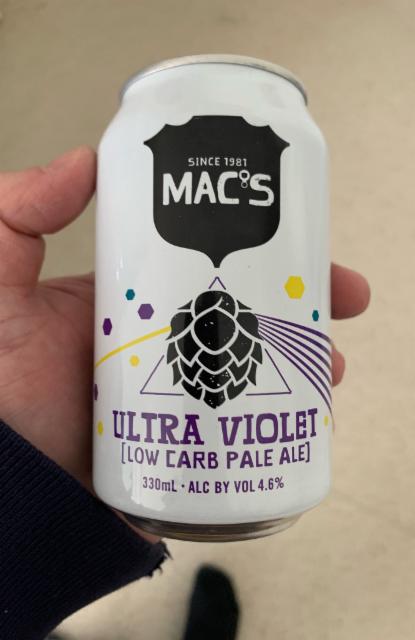 SINCE 1981
MAC'S
ULTRA VIOLET
[LOW CARB PALE ALE]
330mL · ALC BY VOL 4.6%